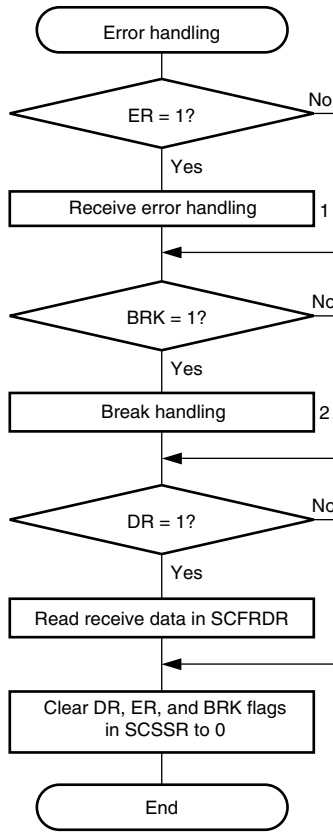 Error handling
ER = 1?
No
Yes
Receive error handling
1
BRK = 1?
No
Yes
Break handling
2
DR = 1?
No
Yes
Read receive data in SCFRDR
Clear DR, ER, and BRK flags
in SCSSR to 0
End